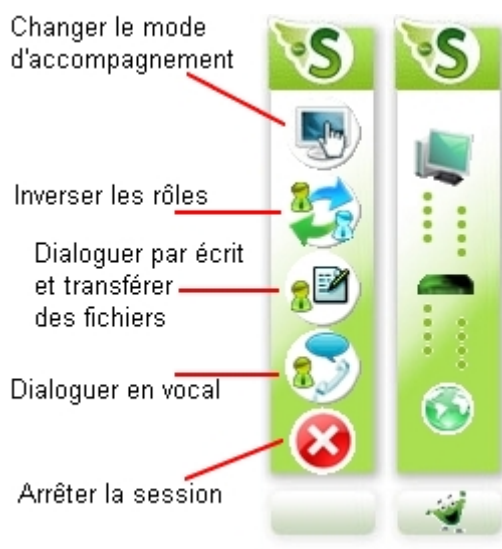 Changer le mode
d'accompagnement
S
S
Inverser les rôles
Dialoguer par écrit
et transférer
des fichiers
Dialoguer en vocal
Arrêter la session